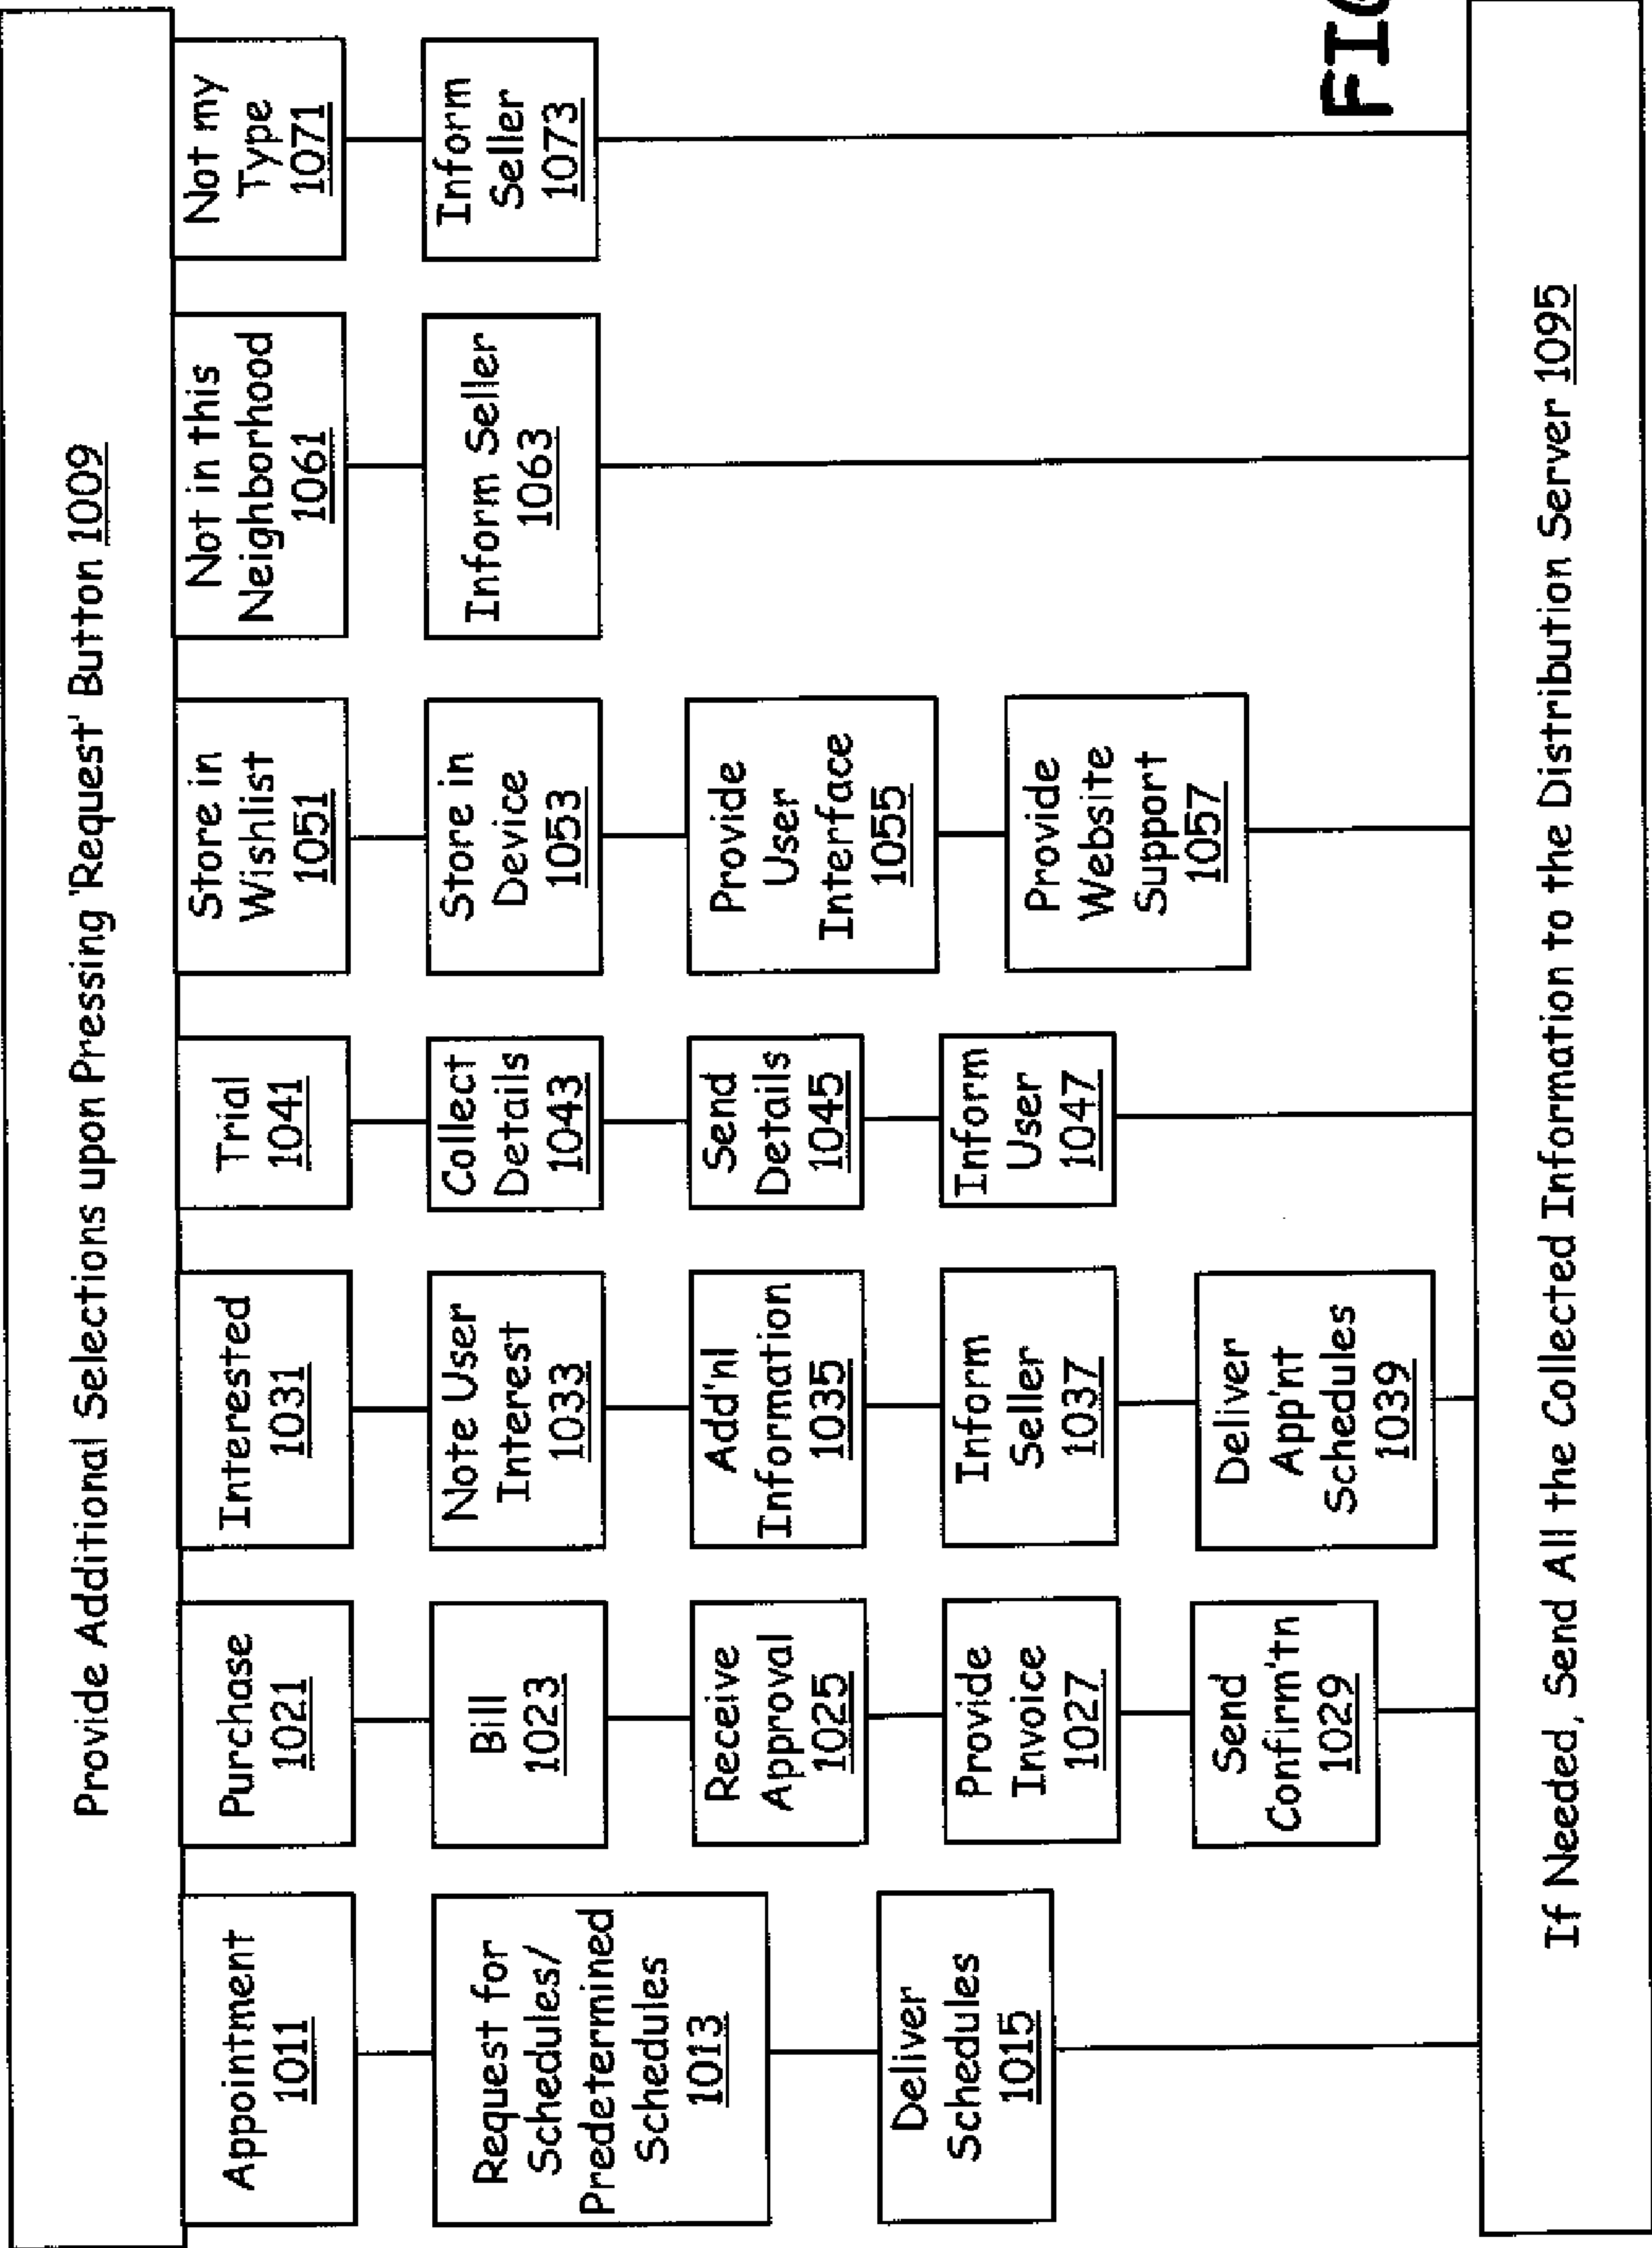 Provide Additional Selections upon Pressing 'Request' Button 1009
Appointment
1011
Request for
Schedules/
Predetermined
Schedules
1013
Deliver
Schedules
1015
Purchase
1021
Bill
1023
Receive
Approval
1025
Provide
Invoice
1027
Send
Confirm'tn
1029
Interested
1031
Note User
Interest
1033
Add'nl
Information
1035
Inform
Seller
1037
Deliver
App'nt
Schedules
1039
Trial
1041
Collect
Details
1043
Send
Details
1045
Inform
User
1047
Store in
Wishlist
1051
Store in
Device
1053
Provide
User
Interface
1055
Provide
Website
Support
1057
Not in this
Neighborhood
1061
Inform Seller
1063
Not my
Type
1071
Inform
Seller
1073
If Needed, Send All the Collected Information to the Distribution Server 1095